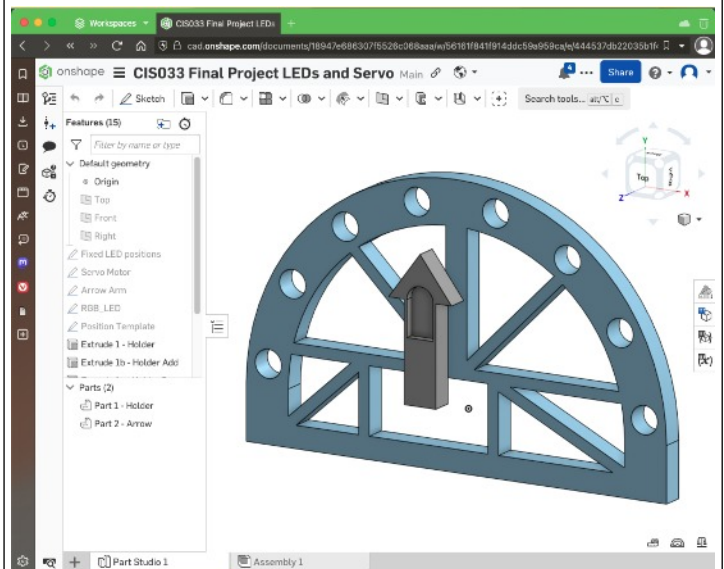 Workspaces
CIS033 Final Project LEDs
cad.onshape.com/documents/18947e686307f5526c068aaa/w/56161f841f914ddc59a959ca/e/444537db22035b1f
onshape
CIS033 Final Project LEDs and Servo Main
Share
Sketch
Search tools... alt/⌥ c
Features (15)
Filter by name or type
Default geometry
Origin
Top
Front
Right
Fixed LED positions
Servo Motor
Arrow Arm
RGB_LED
Position Template
Extrude 1 - Holder
Extrude 1b - Holder Add
Parts (2)
Part 1 - Holder
Part 2 - Arrow
Y
Top
Right
Z
X
Part Studio 1
Assembly 1